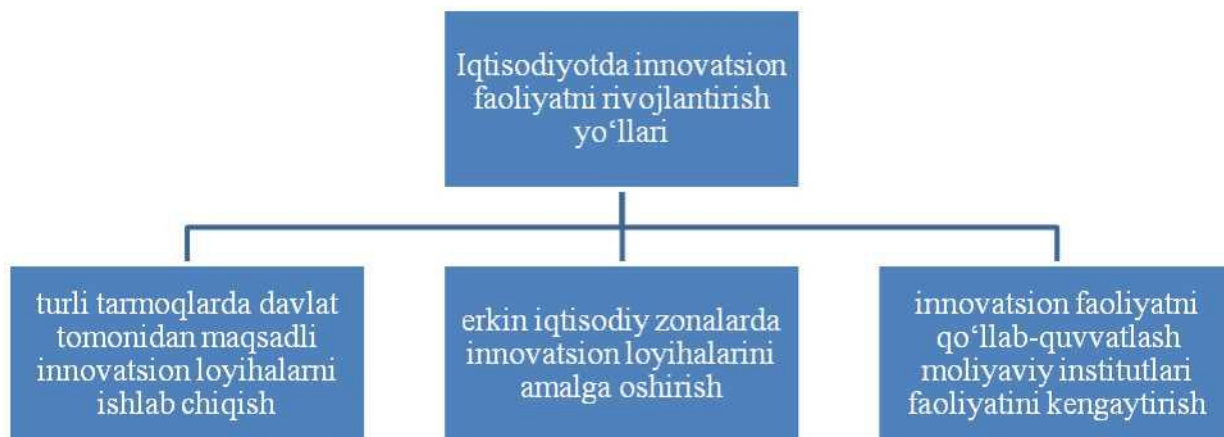 Iqtisodiyotda innovatsion
faoliyatni rivojlantirish
yo‘llari
turli tarmoqlarda davlat
tomonidan maqsadli
innovatsion loyihalarni
ishlab chiqish
erkin iqtisodiy zonalarda
innovatsion loyihalarini
amalga oshirish
innovatsion faoliyatni
qo‘llab-quvvatlash
moliyaviy institutlari
faoliyatini kengaytirish